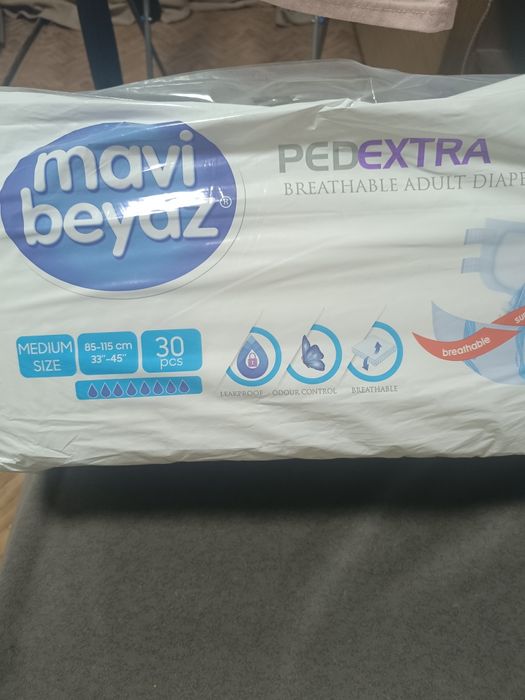 mavi
beyaz®
PEDEXTRA
BREATHABLE ADULT DIAPE
MEDIUM
SIZE
85-115 cm
33"-45"
30
pcs
LEAKPROOF
ODOUR CONTROL
BREATHABLE
breathable
su